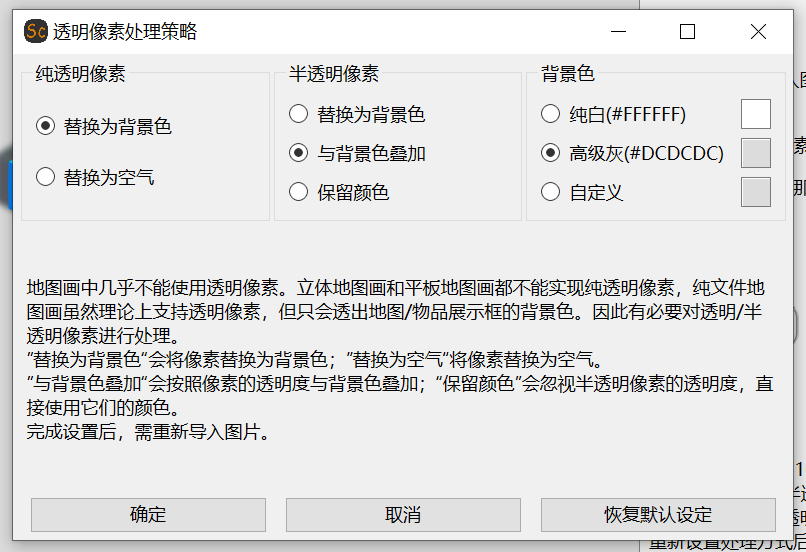 Sc 透明像素处理策略
纯透明像素
替换为背景色
替换为空气
半透明像素
替换为背景色
与背景色叠加
保留颜色
背景色
纯白(#FFFFFF)
高级灰(#DCDCDC)
自定义
地图画中几乎不能使用透明像素。立体地图画和平板地图画都不能实现纯透明像素，纯文件地
图画虽然理论上支持透明像素，但只会透出地图/物品展示框的背景色。因此有必要对透明/半
透明像素进行处理。
"替换为背景色"会将像素替换为背景色；"替换为空气"将像素替换为空气。
"与背景色叠加"会按照像素的透明度与背景色叠加；"保留颜色"会忽视半透明像素的透明度，直
接使用它们的颜色。
完成设置后，需重新导入图片。
确定
取消
恢复默认设定
重新设置处理方式后